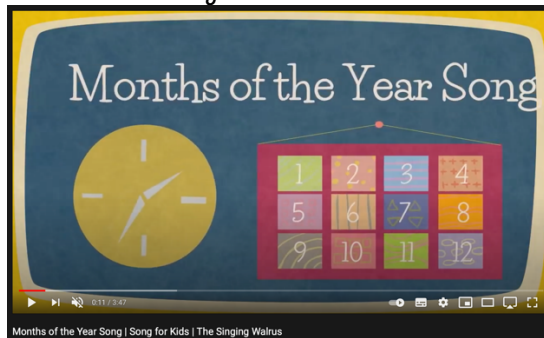 Months of the Year Song
1 2 3 4
5 6 7 8
9 10 11 12
0:11 / 3:47
Months of the Year Song | Song for Kids | The Singing Walrus